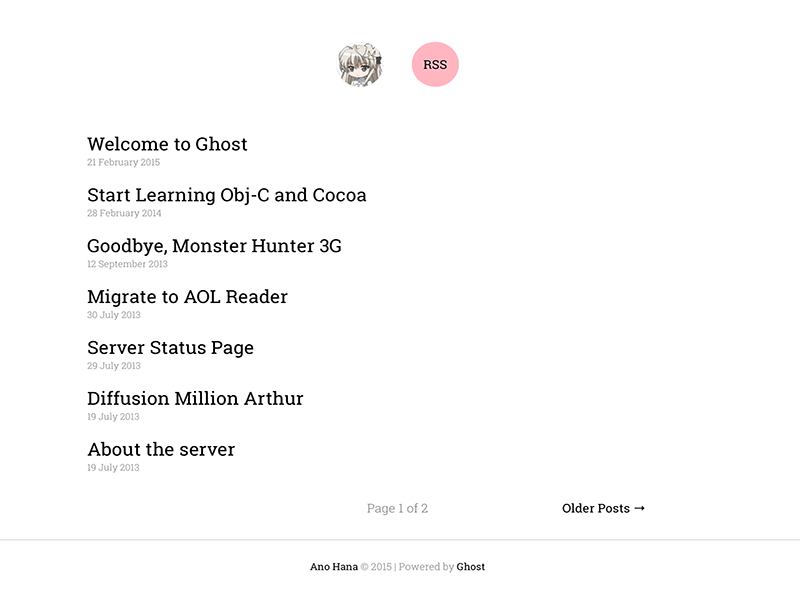 RSS
Welcome to Ghost
21 February 2015
Start Learning Obj-C and Cocoa
28 February 2014
Goodbye, Monster Hunter 3G
12 September 2013
Migrate to AOL Reader
30 July 2013
Server Status Page
29 July 2013
Diffusion Million Arthur
19 July 2013
About the server
19 July 2013
Page 1 of 2 Older Posts →
Ano Hana © 2015 | Powered by Ghost